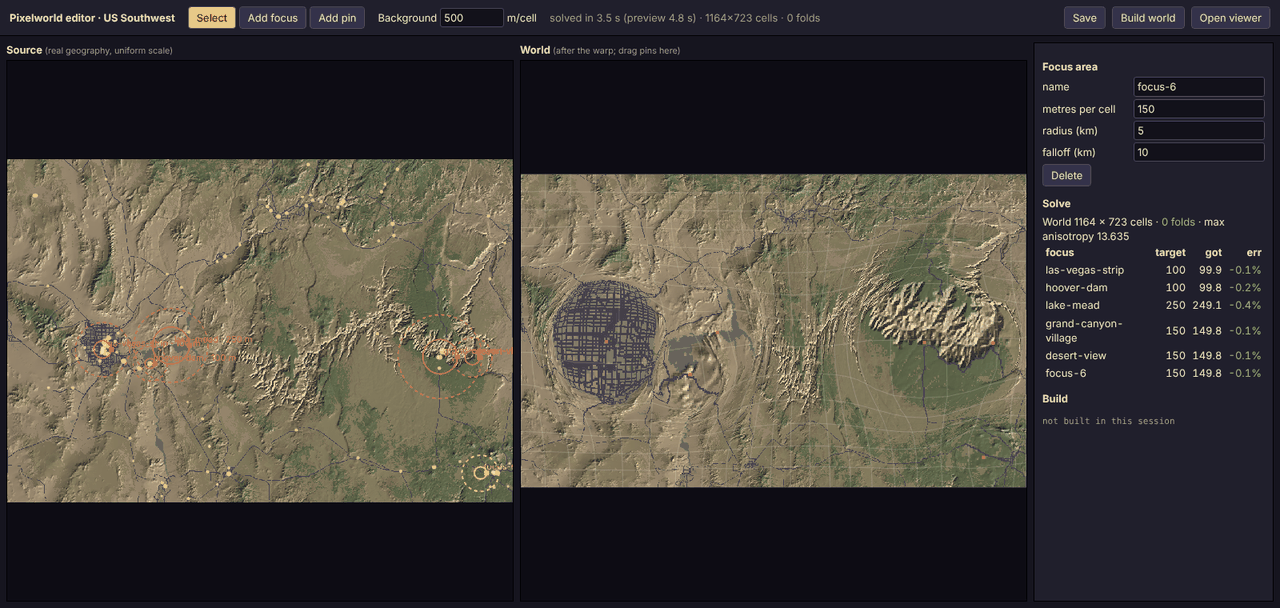 Pixelworld editor · US Southwest
Select
Add focus
Add pin
Background 500 m/cell
solved in 3.5 s (preview 4.8 s) · 1164×723 cells · 0 folds
Save
Build world
Open viewer
Source (real geography, uniform scale)
World (after the warp; drag pins here)
Focus area
name focus-6
metres per cell 150
radius (km) 5
falloff (km) 10
Delete
Solve
World 1164 × 723 cells · 0 folds · max
anisotropy 13.635
focus target got err
las-vegas-strip 100 99.9 -0.1%
hoover-dam 100 99.8 -0.2%
lake-mead 250 249.1 -0.4%
grand-canyon-
village 150 149.8 -0.1%
desert-view 150 149.8 -0.1%
focus-6 150 149.8 -0.1%
Build
not built in this session